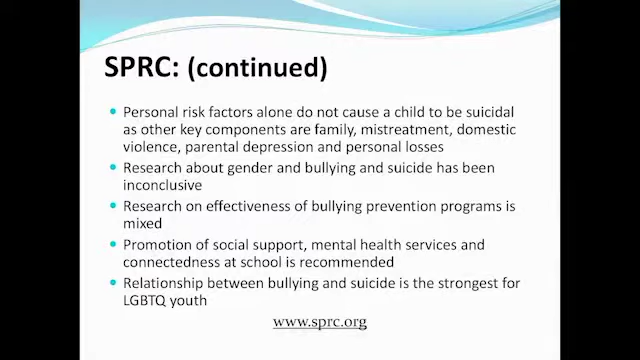 SPRC: (continued)
• Personal risk factors alone do not cause a child to be suicidal
as other key components are family, mistreatment, domestic
violence, parental depression and personal losses
• Research about gender and bullying and suicide has been
inconclusive
• Research on effectiveness of bullying prevention programs is
mixed
• Promotion of social support, mental health services and
connectedness at school is recommended
• Relationship between bullying and suicide is the strongest for
LGBTQ youth
www.sprc.org